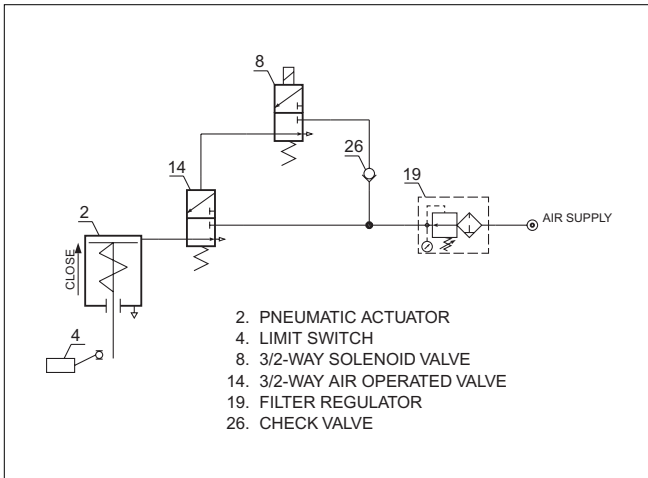 8
26
14
19
AIR SUPPLY
2
CLOSE
4
2. PNEUMATIC ACTUATOR
4. LIMIT SWITCH
8. 3/2-WAY SOLENOID VALVE
14. 3/2-WAY AIR OPERATED VALVE
19. FILTER REGULATOR
26. CHECK VALVE